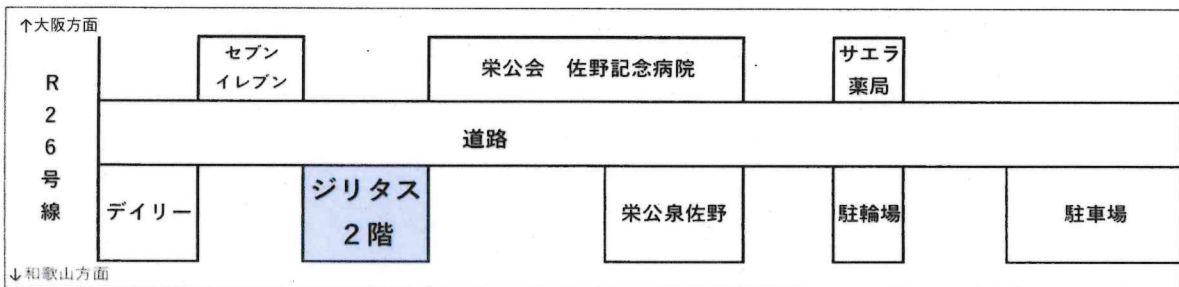 ↑大阪方面
R26号線
セブン
イレブン
栄公会　佐野記念病院
サエラ
薬局
道路
デイリー
ジリタス
２階
栄公泉佐野
駐輪場
駐車場
↓和歌山方面